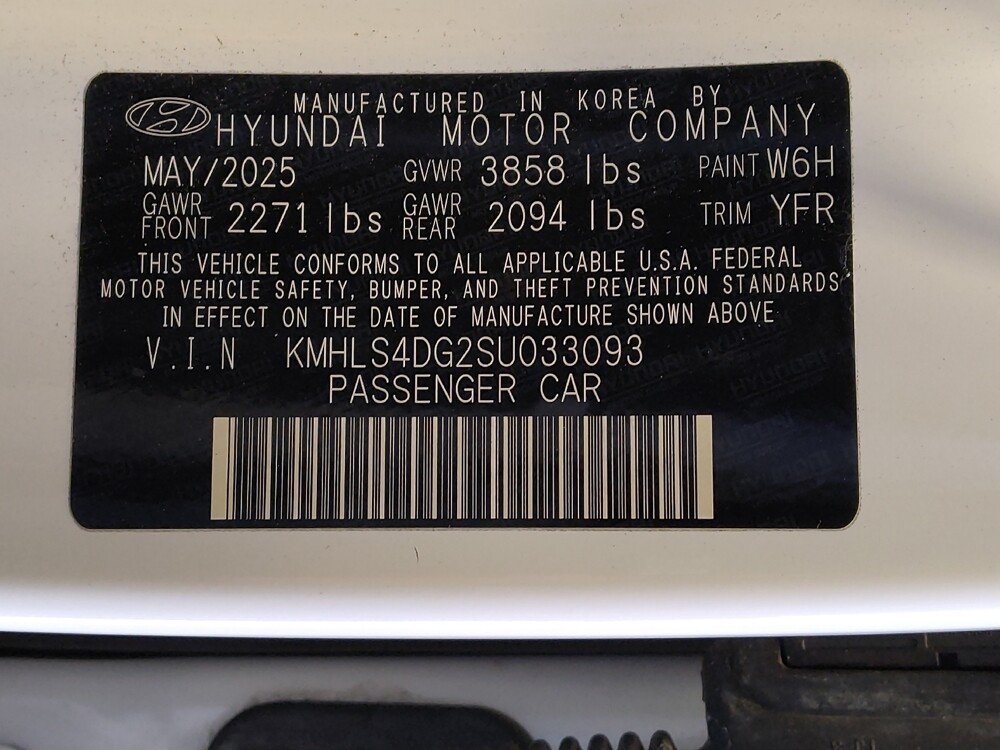 MANUFACTURED IN KOREA BY
HYUNDAI MOTOR COMPANY
MAY/2025 GVWR 3858 lbs PAINT W6H
GAWR FRONT 2271 lbs GAWR REAR 2094 lbs TRIM YFR
THIS VEHICLE CONFORMS TO ALL APPLICABLE U.S.A. FEDERAL
MOTOR VEHICLE SAFETY, BUMPER, AND THEFT PREVENTION STANDARDS
IN EFFECT ON THE DATE OF MANUFACTURE SHOWN ABOVE
V.I.N KMHLS4DG2SU033093
PASSENGER CAR